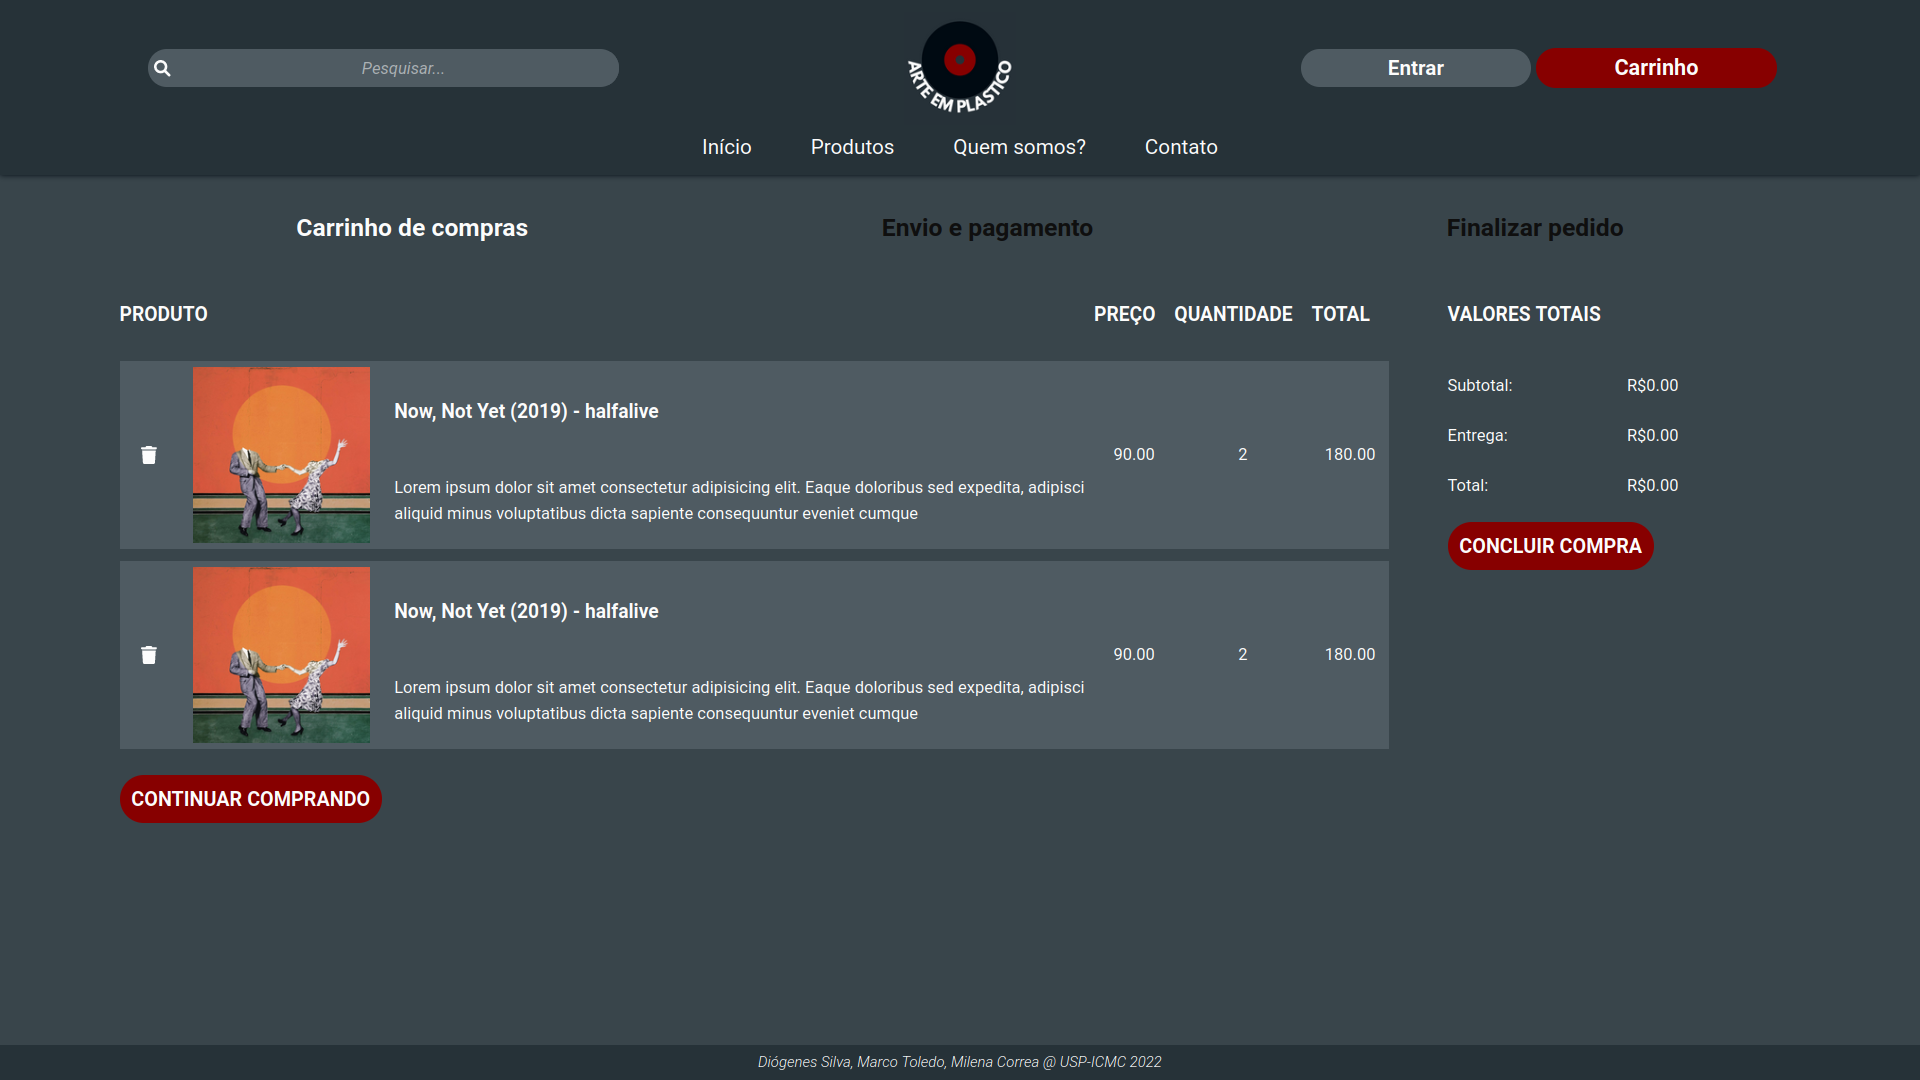 Pesquisar...
ARTE EM PLASTICO
Entrar
Carrinho
Início
Produtos
Quem somos?
Contato
Carrinho de compras
Envio e pagamento
Finalizar pedido
PRODUTO
PREÇO
QUANTIDADE
TOTAL
VALORES TOTAIS
Now, Not Yet (2019) - halfalive
Lorem ipsum dolor sit amet consectetur adipisicing elit. Eaque doloribus sed expedita, adipisci
aliquid minus voluptatibus dicta sapiente consequuntur eveniet cumque
90.00
2
180.00
Now, Not Yet (2019) - halfalive
Lorem ipsum dolor sit amet consectetur adipisicing elit. Eaque doloribus sed expedita, adipisci
aliquid minus voluptatibus dicta sapiente consequuntur eveniet cumque
90.00
2
180.00
Subtotal: R$0.00
Entrega: R$0.00
Total: R$0.00
CONCLUIR COMPRA
CONTINUAR COMPRANDO
Diógenes Silva, Marco Toledo, Milena Correa @ USP-ICMC 2022